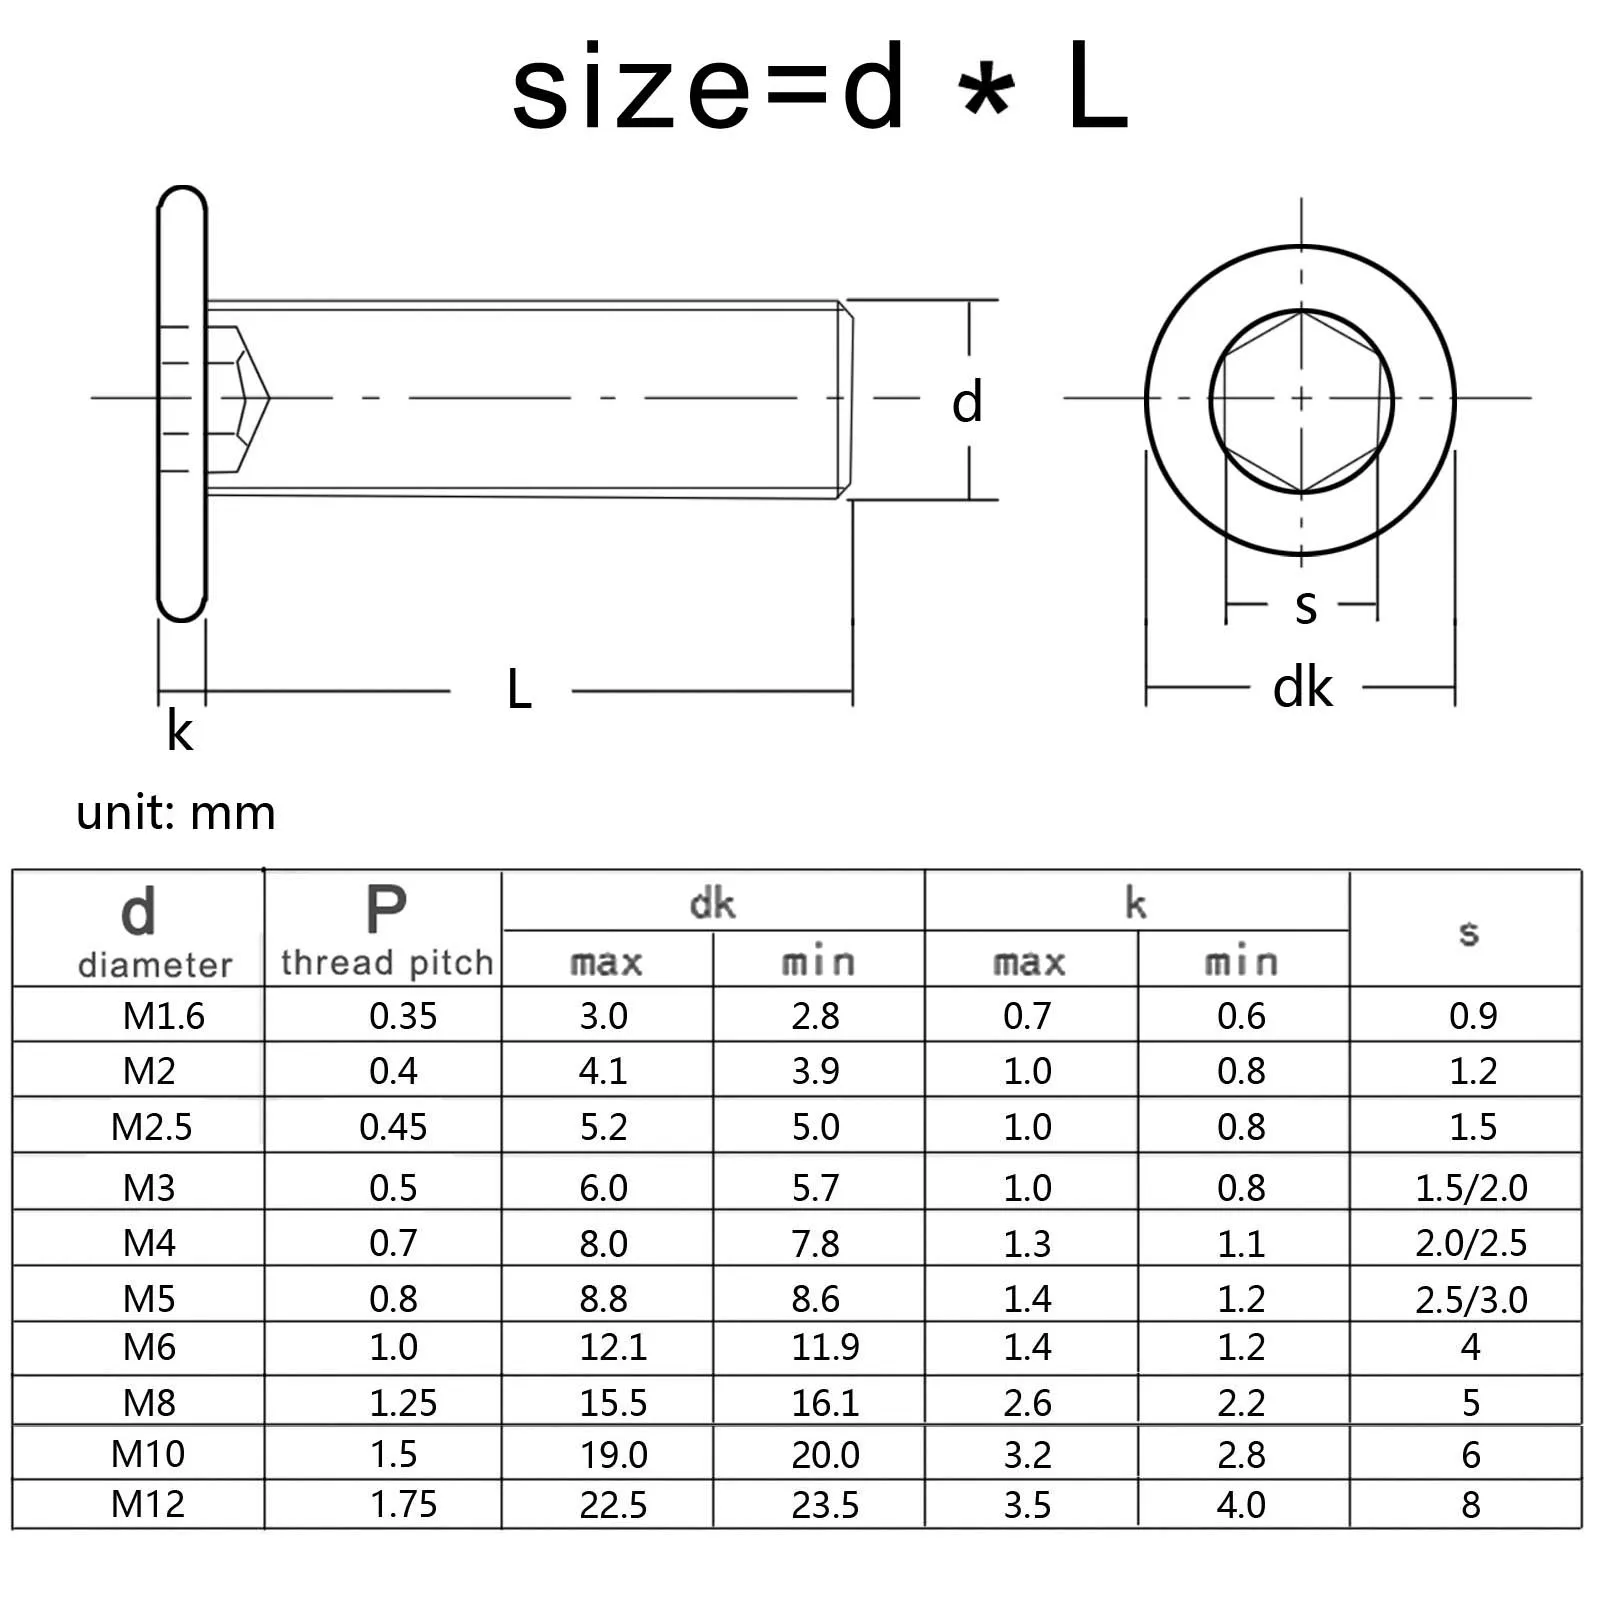 size=d * L
d
s
L
dk
k
unit: mm
d P dk k s
diameter thread pitch max min max min
M1.6 0.35 3.0 2.8 0.7 0.6 0.9
M2 0.4 4.1 3.9 1.0 0.8 1.2
M2.5 0.45 5.2 5.0 1.0 0.8 1.5
M3 0.5 6.0 5.7 1.0 0.8 1.5/2.0
M4 0.7 8.0 7.8 1.3 1.1 2.0/2.5
M5 0.8 8.8 8.6 1.4 1.2 2.5/3.0
M6 1.0 12.1 11.9 1.4 1.2 4
M8 1.25 15.5 16.1 2.6 2.2 5
M10 1.5 19.0 20.0 3.2 2.8 6
M12 1.75 22.5 23.5 3.5 4.0 8